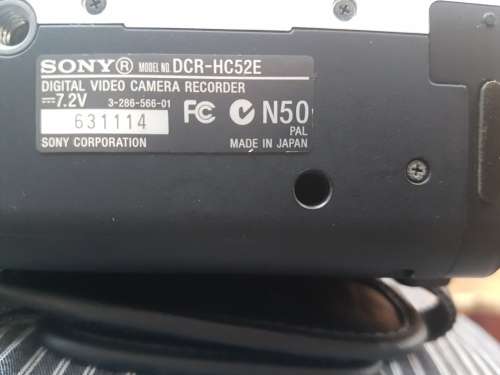 SONY® MODEL NO DCR-HC52E
DIGITAL VIDEO CAMERA RECORDER
7.2V 3-286-566-01
631114 FC N50
PAL
SONY CORPORATION MADE IN JAPAN